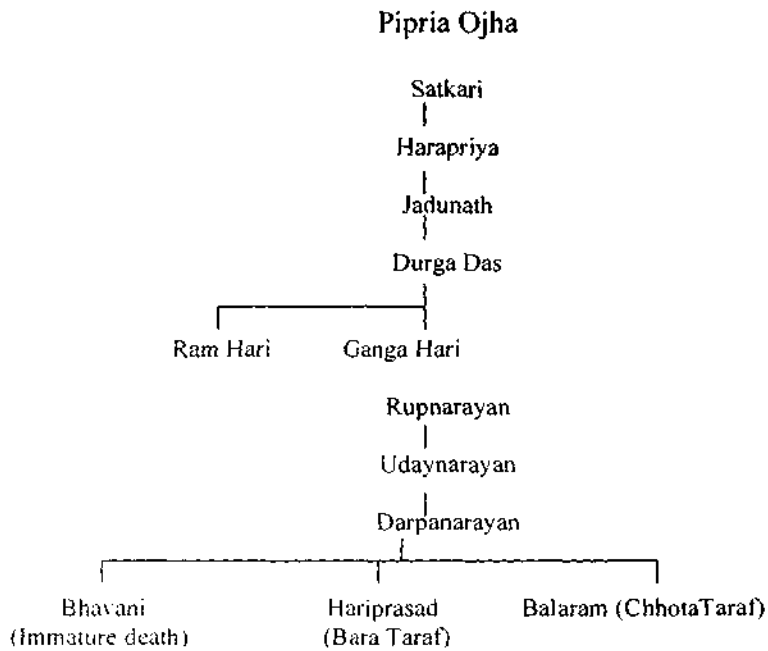 Pipria Ojha
Satkari
Harapriya
Jadunath
Durga Das
Ram Hari Ganga Hari
Rupnarayan
Udaynarayan
Darpanarayan
Bhavani Hariprasad Balaram (ChhotaTaraf)
(Immature death) (Bara Taraf)